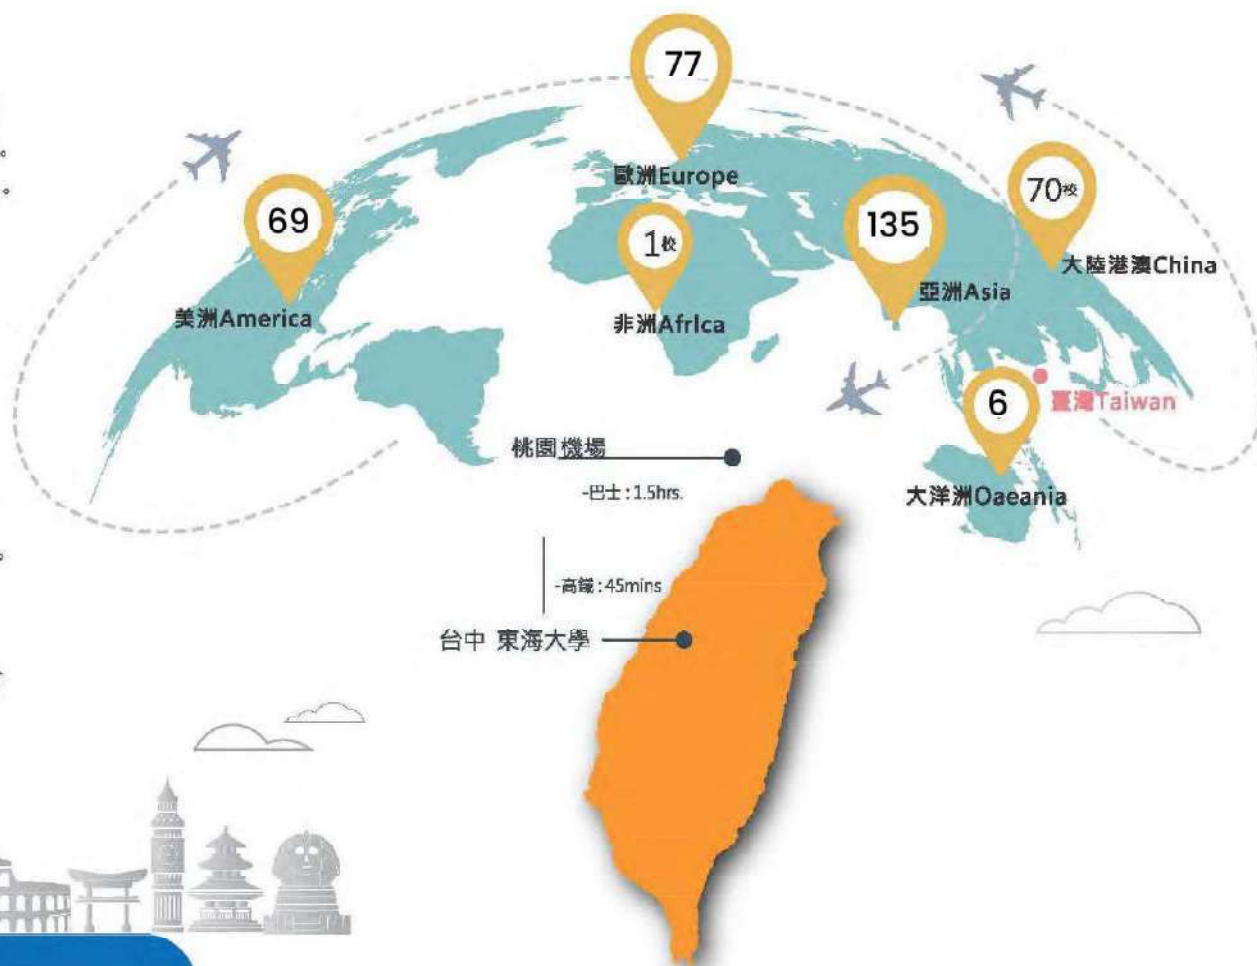 77
歐洲Europe
69
美洲America
1校
非洲Africa
135
亞洲Asia
70校
大陸港澳China
臺灣Taiwan
6
大洋洲Oaeania
桃園機場
-巴士:1.5hrs.
-高鐵:45mins
台中 東海大學